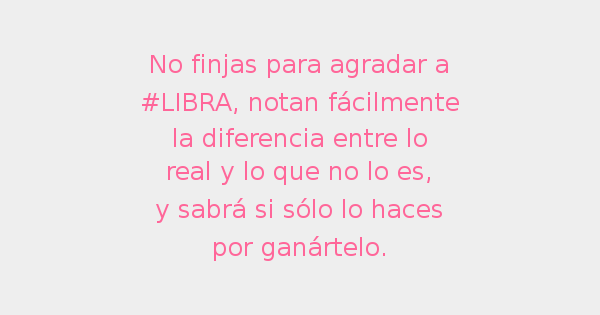 No finjas para agradar a
#LIBRA, notan fácilmente
la diferencia entre lo
real y lo que no lo es,
y sabrá si sólo lo haces
por ganártelo.